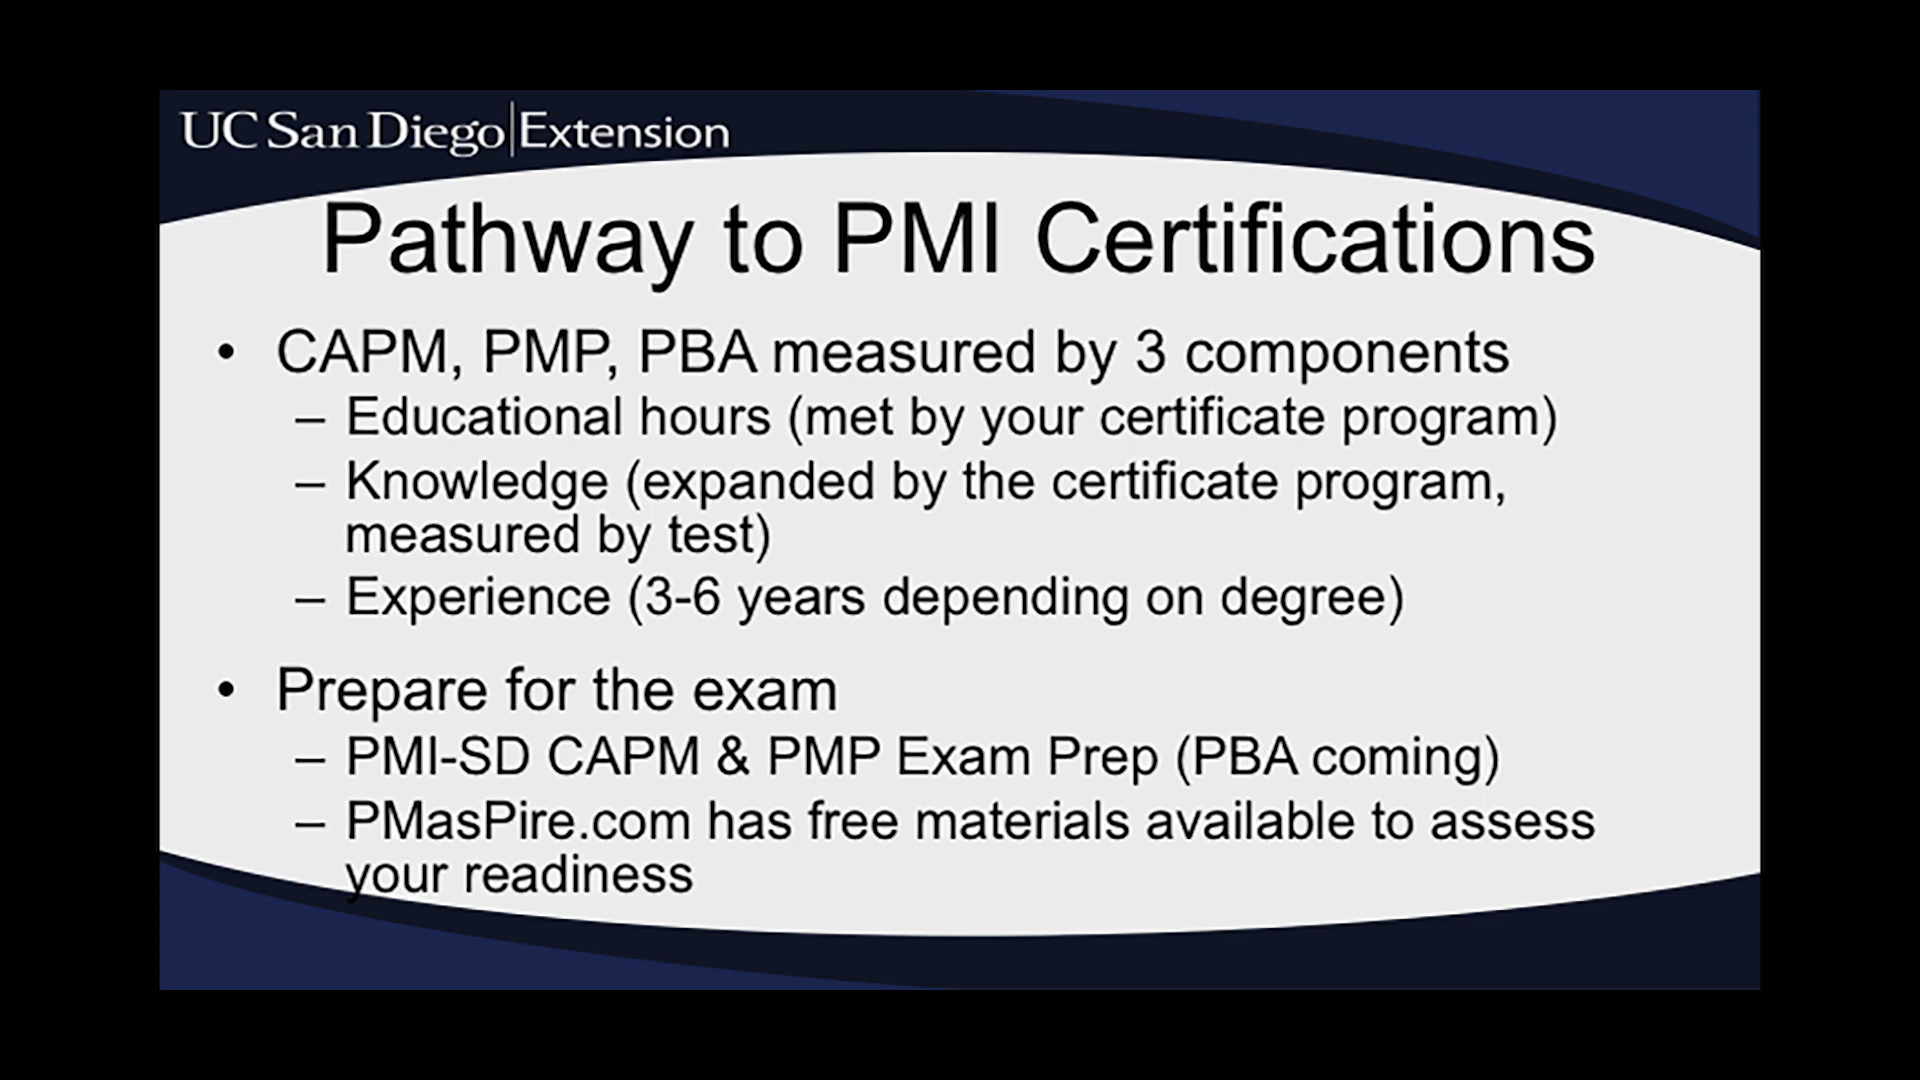 UC San Diego|Extension
Pathway to PMI Certifications
• CAPM, PMP, PBA measured by 3 components
– Educational hours (met by your certificate program)
– Knowledge (expanded by the certificate program,
measured by test)
– Experience (3-6 years depending on degree)
• Prepare for the exam
– PMI-SD CAPM & PMP Exam Prep (PBA coming)
– PMasPire.com has free materials available to assess
your readiness